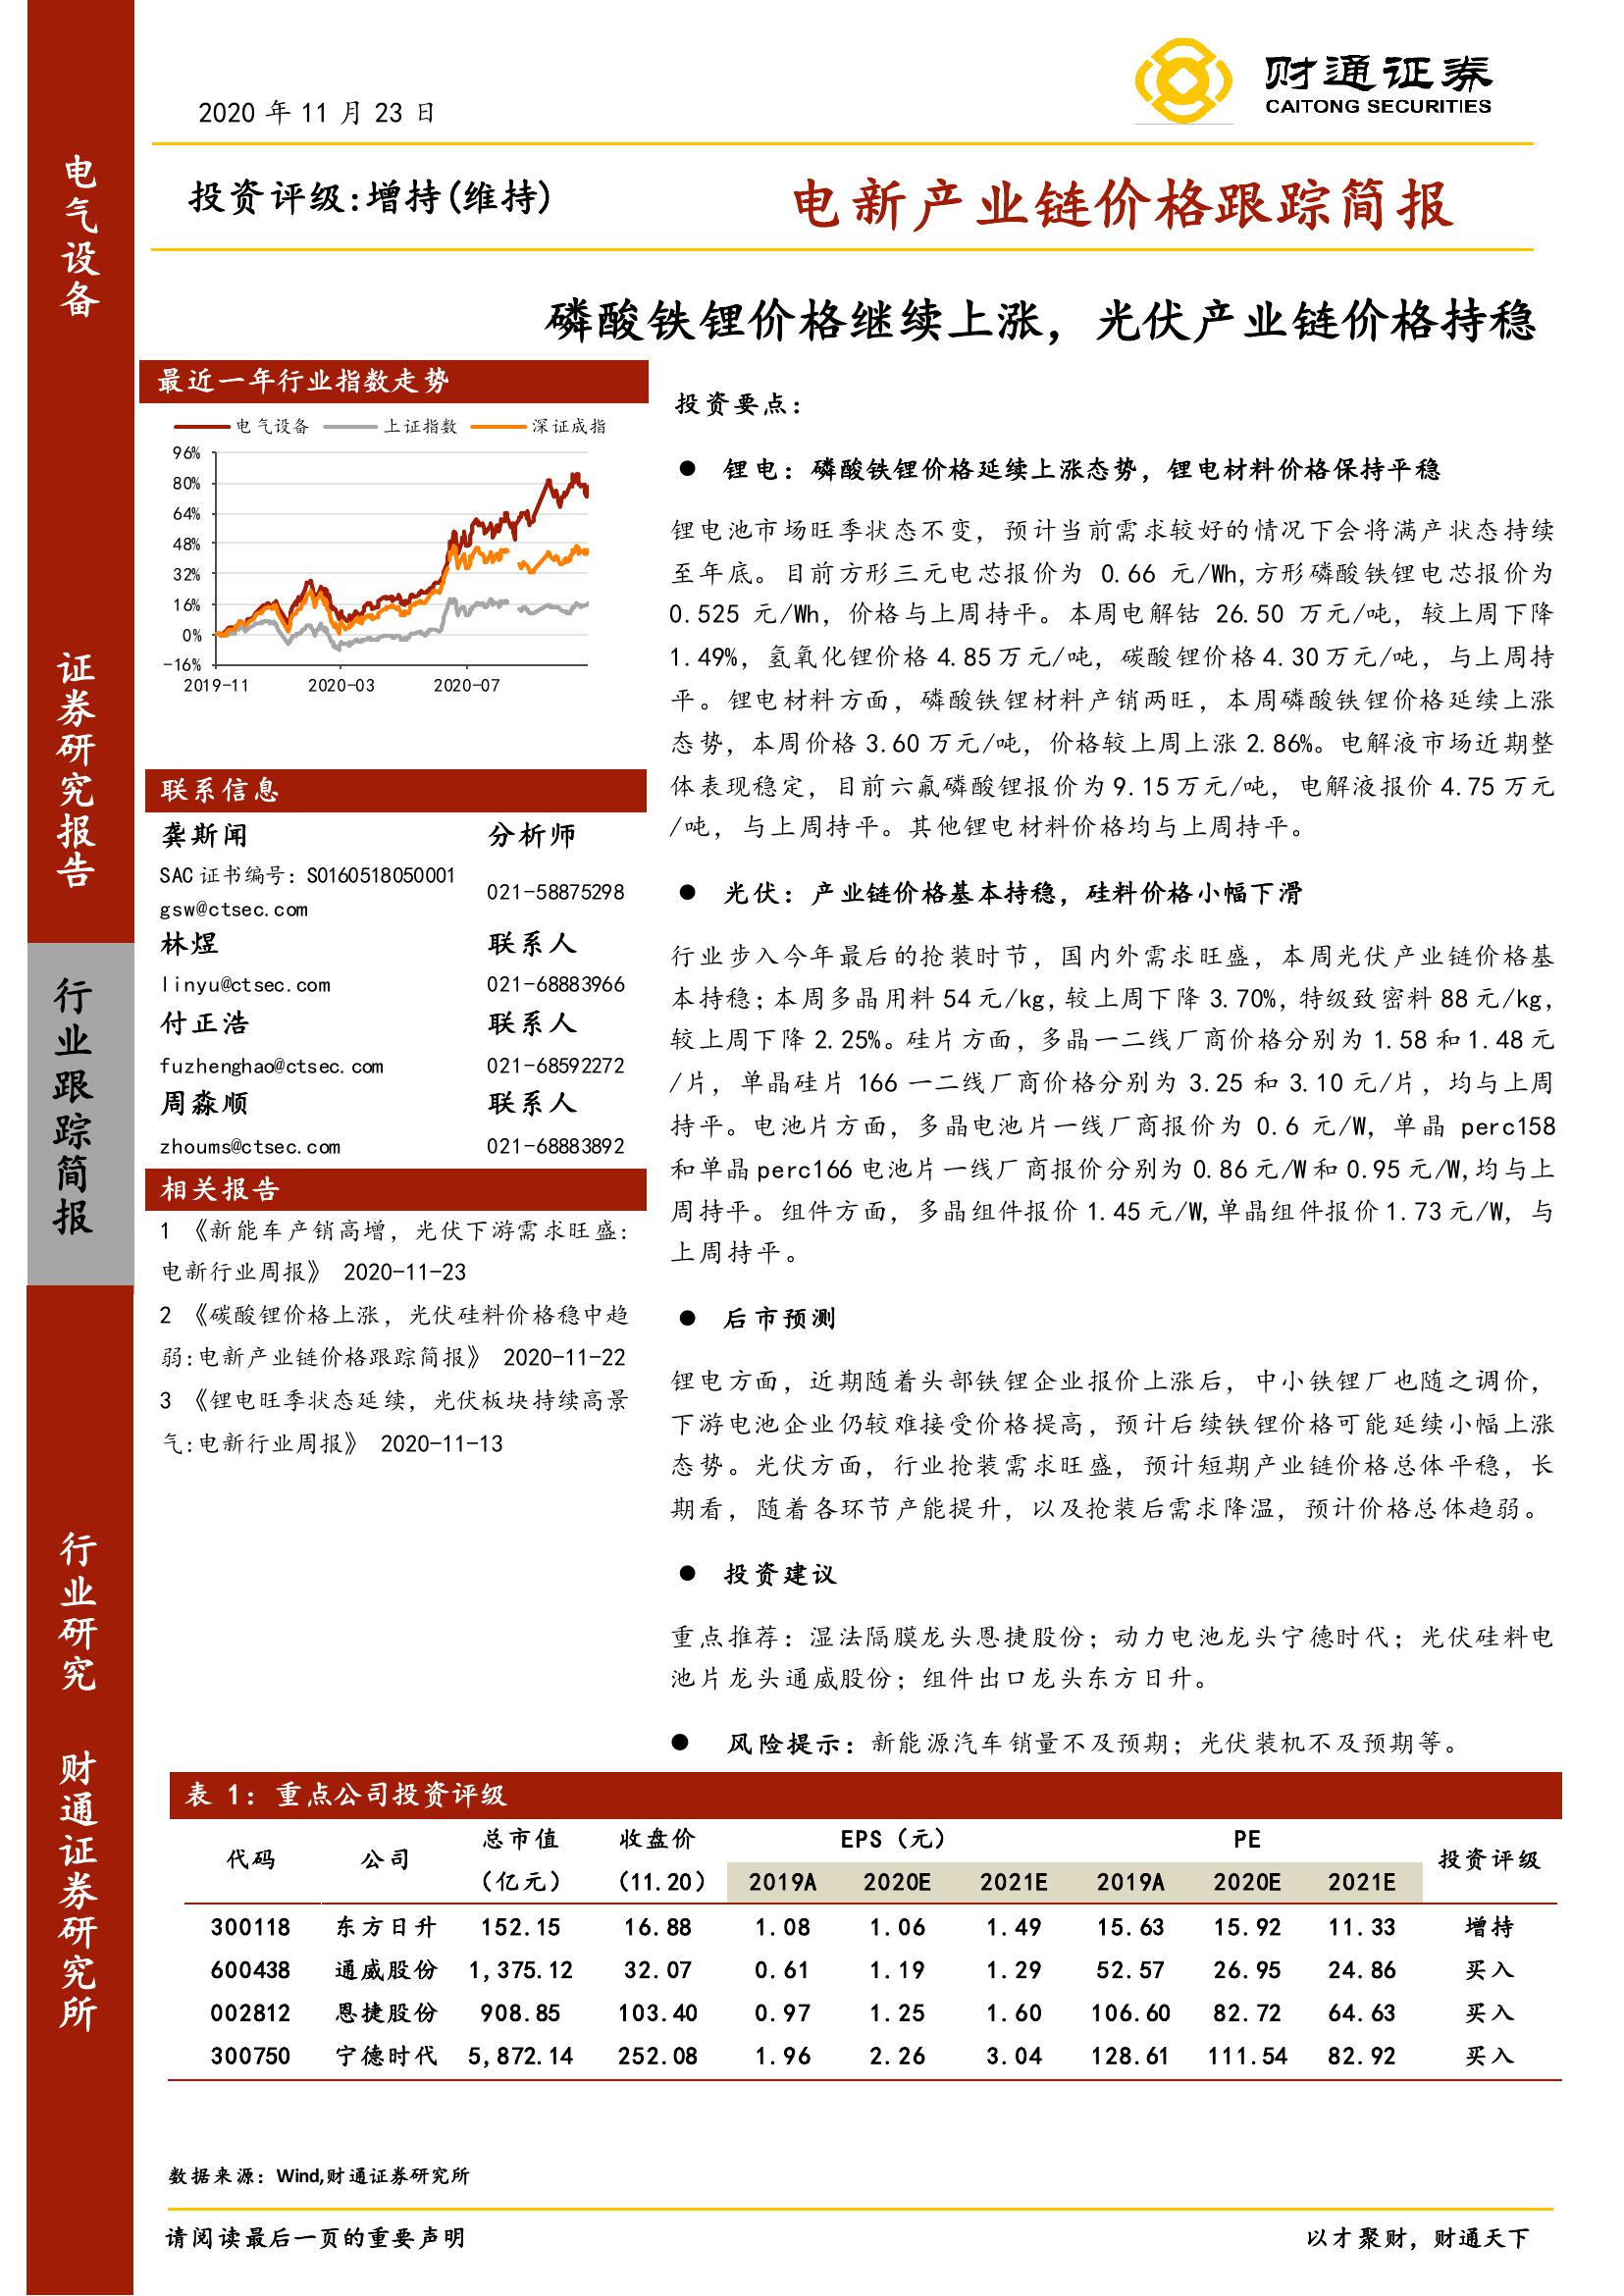 2020 年 11 月 23 日
财通证券
CAITONG SECURITIES
投资评级:增持(维持)
电新产业链价格跟踪简报
电气设备
证券研究报告
行业跟踪简报
行业研究
财通证券研究所
磷酸铁锂价格继续上涨，光伏产业链价格持稳
最近一年行业指数走势
电气设备 上证指数 深证成指
96%
80%
64%
48%
32%
16%
0%
-16%
2019-11 2020-03 2020-07
联系信息
龚斯闻 分析师
SAC 证书编号：S0160518050001
021-58875298
gsw@ctsec.com
林煜 联系人
linyu@ctsec.com 021-68883966
付正浩 联系人
fuzhenghao@ctsec.com 021-68592272
周淼顺 联系人
zhoums@ctsec.com 021-68883892
相关报告
1 《新能车产销高增，光伏下游需求旺盛:
电新行业周报》 2020-11-23
2 《碳酸锂价格上涨，光伏硅料价格稳中趋
弱:电新产业链价格跟踪简报》 2020-11-22
3 《锂电旺季状态延续，光伏板块持续高景
气:电新行业周报》 2020-11-13
投资要点：
● 锂电：磷酸铁锂价格延续上涨态势，锂电材料价格保持平稳
锂电池市场旺季状态不变，预计当前需求较好的情况下会将满产状态持续
至年底。目前方形三元电芯报价为 0.66 元/Wh,方形磷酸铁锂电芯报价为
0.525 元/Wh，价格与上周持平。本周电解钴 26.50 万元/吨，较上周下降
1.49%，氢氧化锂价格 4.85 万元/吨，碳酸锂价格 4.30 万元/吨，与上周持
平。锂电材料方面，磷酸铁锂材料产销两旺，本周磷酸铁锂价格延续上涨
态势，本周价格 3.60 万元/吨，价格较上周上涨 2.86%。电解液市场近期整
体表现稳定，目前六氟磷酸锂报价为 9.15 万元/吨，电解液报价 4.75 万元
/吨，与上周持平。其他锂电材料价格均与上周持平。
● 光伏：产业链价格基本持稳，硅料价格小幅下滑
行业步入今年最后的抢装时节，国内外需求旺盛，本周光伏产业链价格基
本持稳；本周多晶用料 54 元/kg,较上周下降 3.70%,特级致密料 88 元/kg,
较上周下降 2.25%。硅片方面，多晶一二线厂商价格分别为 1.58 和 1.48 元
/片，单晶硅片 166 一二线厂商价格分别为 3.25 和 3.10 元/片，均与上周
持平。电池片方面，多晶电池片一线厂商报价为 0.6 元/W，单晶 perc158
和单晶 perc166 电池片一线厂商报价分别为 0.86 元/W 和 0.95 元/W,均与上
周持平。组件方面，多晶组件报价 1.45 元/W,单晶组件报价 1.73 元/W，与
上周持平。
● 后市预测
锂电方面，近期随着头部铁锂企业报价上涨后，中小铁锂厂也随之调价，
下游电池企业仍较难接受价格提高，预计后续铁锂价格可能延续小幅上涨
态势。光伏方面，行业抢装需求旺盛，预计短期产业链价格总体平稳，长
期看，随着各环节产能提升，以及抢装后需求降温，预计价格总体趋弱。
● 投资建议
重点推荐：湿法隔膜龙头恩捷股份；动力电池龙头宁德时代；光伏硅料电
池片龙头通威股份；组件出口龙头东方日升。
● 风险提示：新能源汽车销量不及预期；光伏装机不及预期等。
表 1：重点公司投资评级
代码 公司 总市值 收盘价 EPS（元） PE 投资评级
（亿元） （11.20） 2019A 2020E 2021E 2019A 2020E 2021E
300118 东方日升 152.15 16.88 1.08 1.06 1.49 15.63 15.92 11.33 增持
600438 通威股份 1,375.12 32.07 0.61 1.19 1.29 52.57 26.95 24.86 买入
002812 恩捷股份 908.85 103.40 0.97 1.25 1.60 106.60 82.72 64.63 买入
300750 宁德时代 5,872.14 252.08 1.96 2.26 3.04 128.61 111.54 82.92 买入
数据来源：Wind,财通证券研究所
请阅读最后一页的重要声明 以才聚财，财通天下